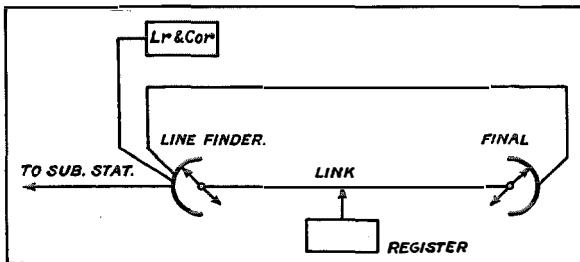 Lr & Cor
LINE FINDER.
FINAL
TO SUB. STAT.
LINK
REGISTER